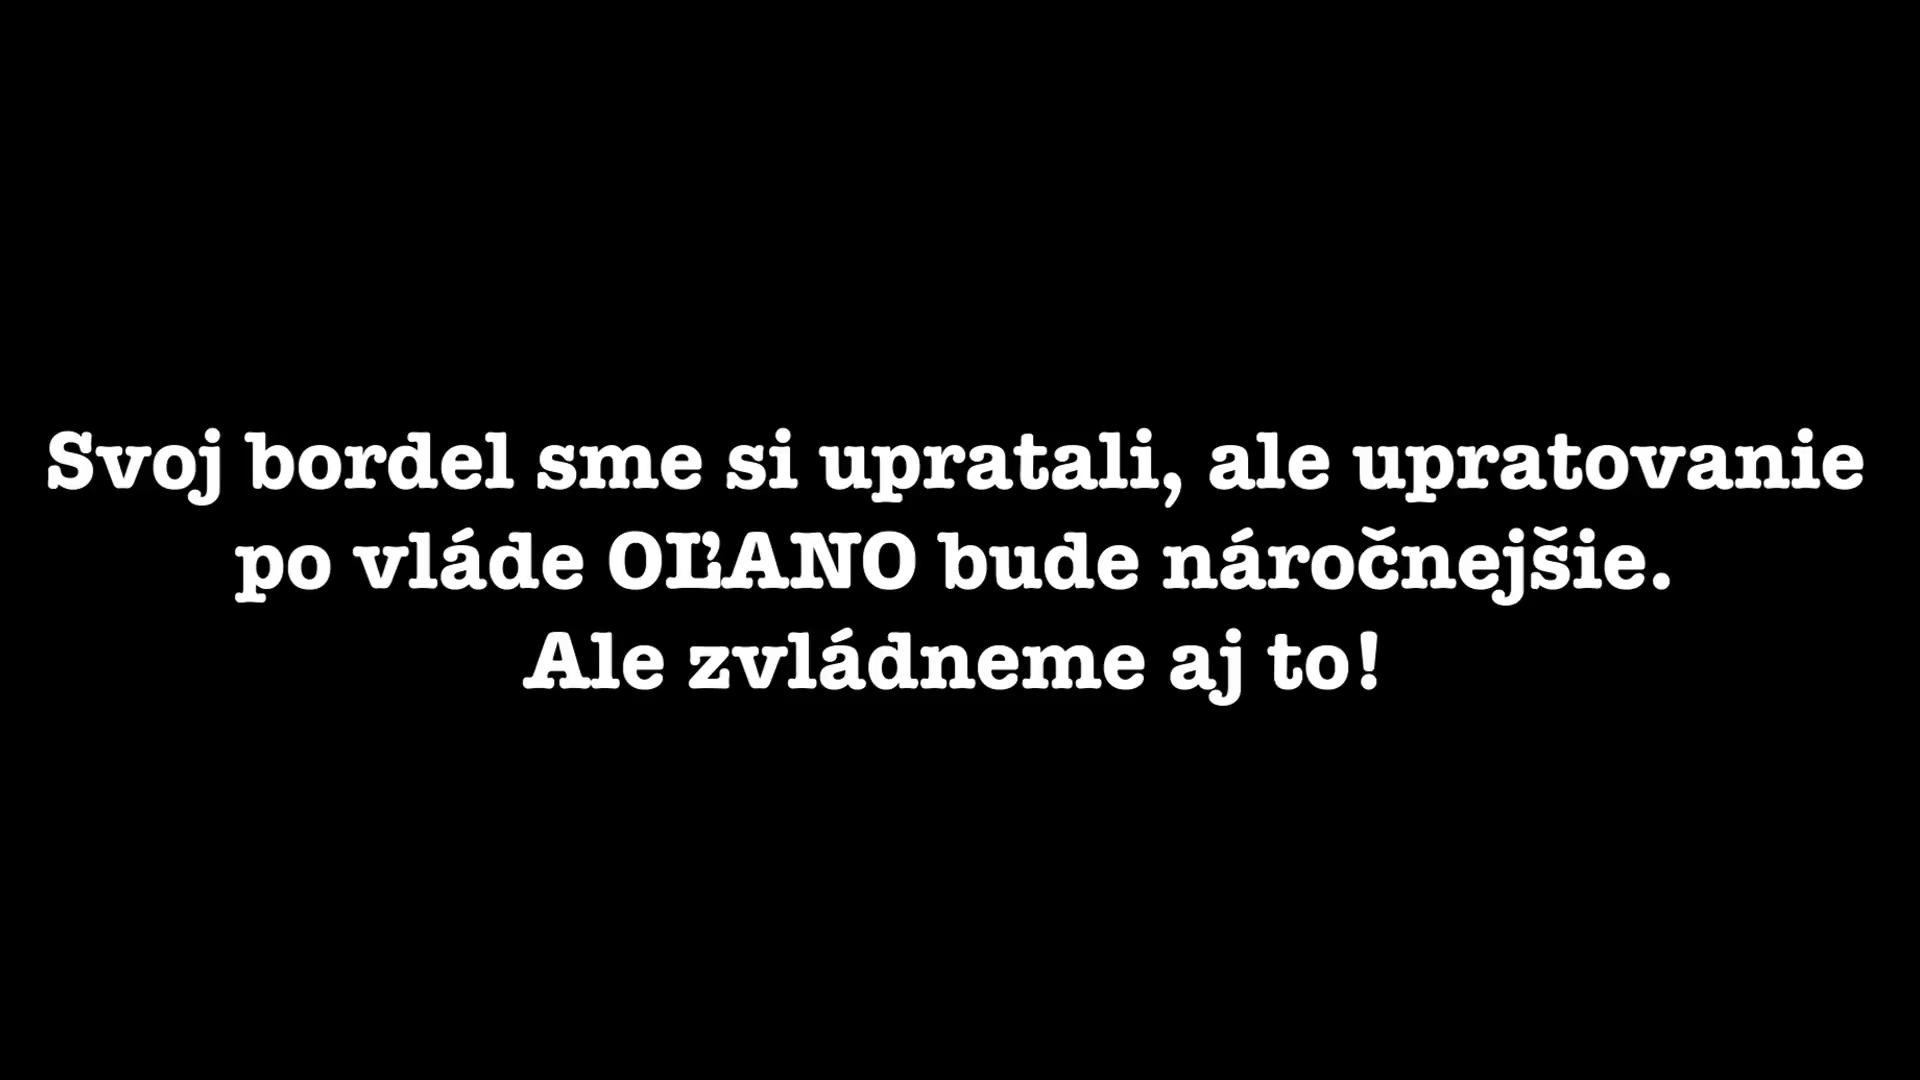 Svoj bordel sme si upratali, ale upratovanie
po vláde OĽANO bude náročnejšie.
Ale zvládneme aj to!